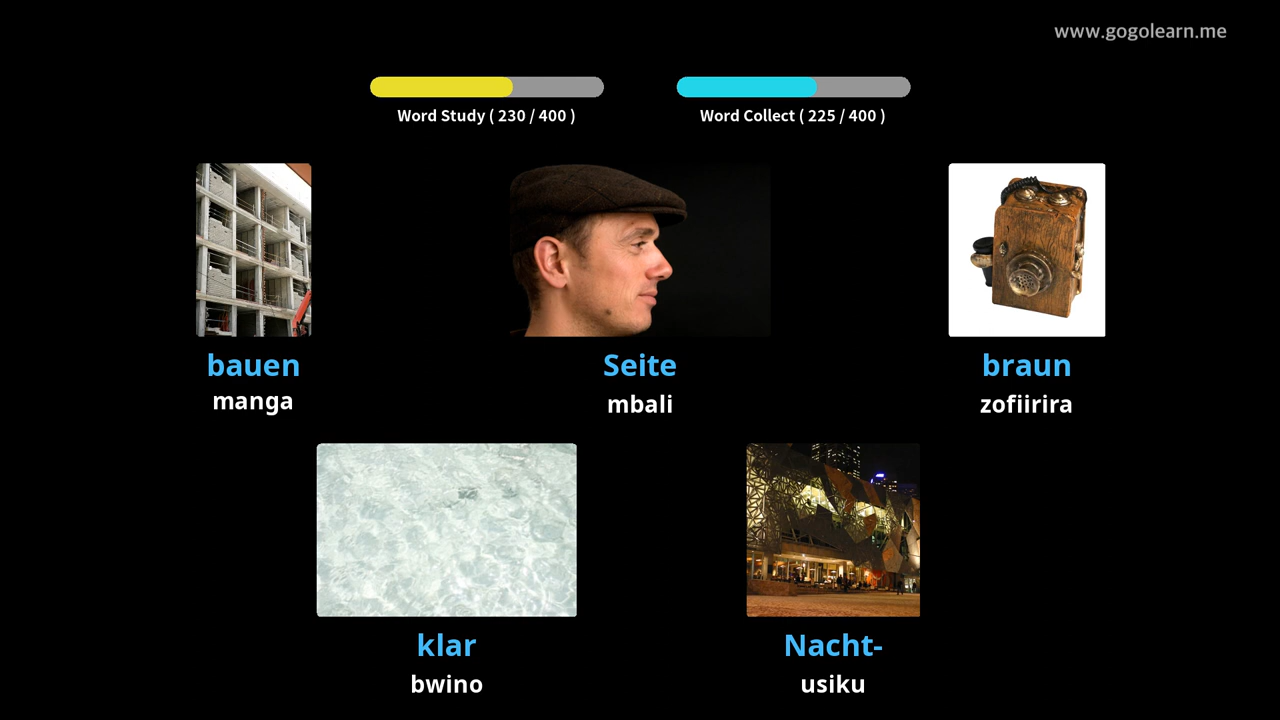 www.gogolearn.me
Word Study ( 230 / 400 )
Word Collect ( 225 / 400 )
bauen
manga
Seite
mbali
braun
zofiirira
klar
bwino
Nacht-
usiku